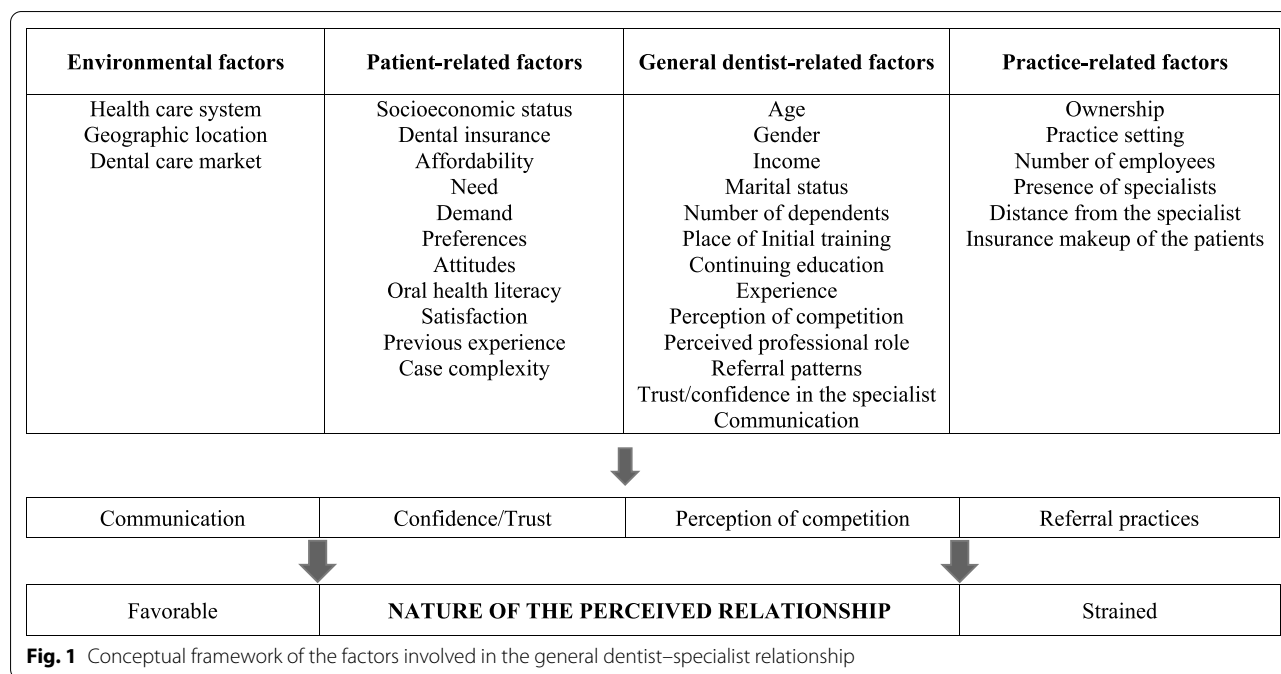 Environmental factors
Patient-related factors
General dentist-related factors
Practice-related factors
Health care system
Geographic location
Dental care market
Socioeconomic status
Dental insurance
Affordability
Need
Demand
Preferences
Attitudes
Oral health literacy
Satisfaction
Previous experience
Case complexity
Age
Gender
Income
Marital status
Number of dependents
Place of Initial training
Continuing education
Experience
Perception of competition
Perceived professional role
Referral patterns
Trust/confidence in the specialist
Communication
Ownership
Practice setting
Number of employees
Presence of specialists
Distance from the specialist
Insurance makeup of the patients
Communication
Confidence/Trust
Perception of competition
Referral practices
Favorable
NATURE OF THE PERCEIVED RELATIONSHIP
Strained
Fig. 1 Conceptual framework of the factors involved in the general dentist–specialist relationship